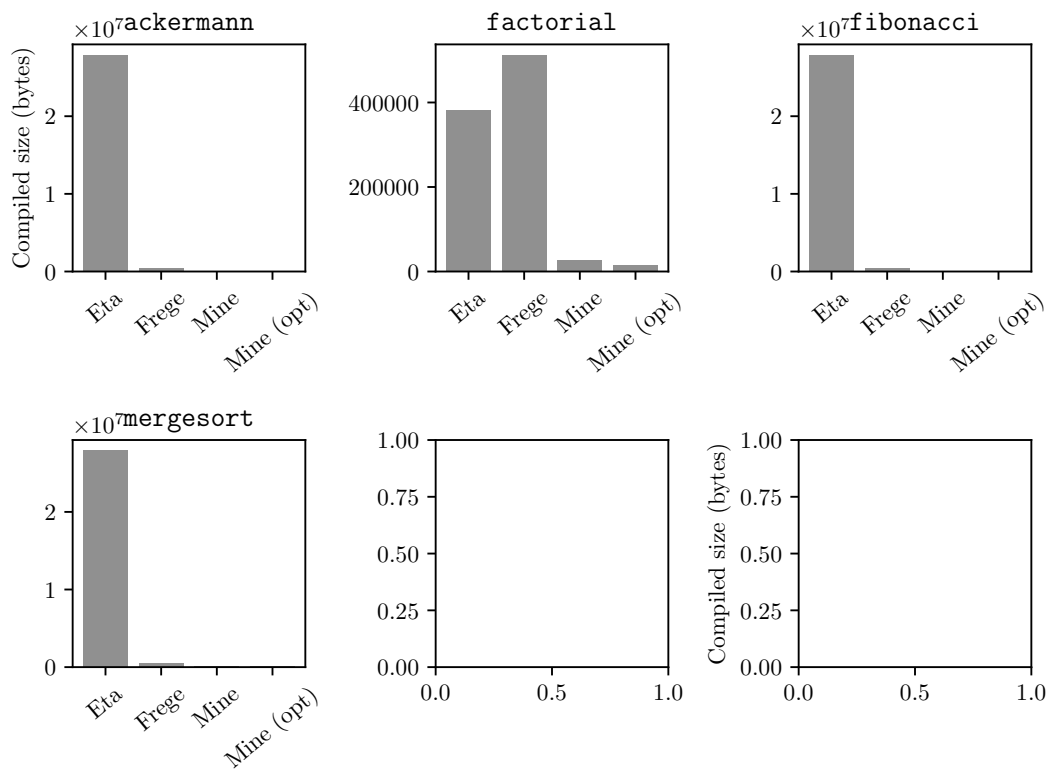 ×10⁷ackermann
Compiled size (bytes)
2
1
0
Eta
Frege
Mine
Mine (opt)
factorial
400000
200000
0
Eta
Frege
Mine
Mine (opt)
×10⁷fibonacci
2
1
0
Eta
Frege
Mine
Mine (opt)
×10⁷mergesort
2
1
0
Eta
Frege
Mine
Mine (opt)
1.00
0.75
0.50
0.25
0.00
0.0 0.5 1.0
Compiled size (bytes)
1.00
0.75
0.50
0.25
0.00
0.0 0.5 1.0